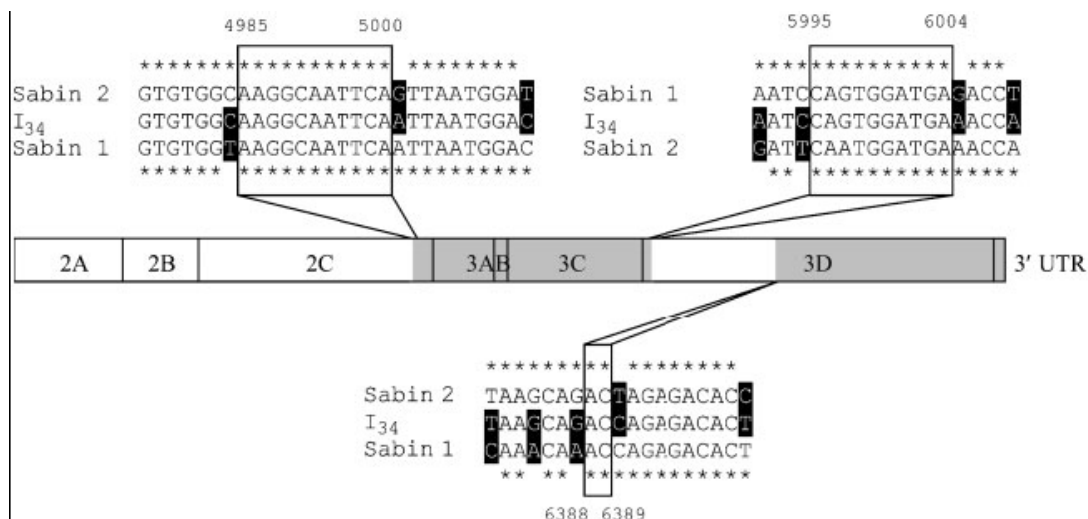 4985 5000
****************** ********
Sabin 2 GTGTGGCAAGGCAATTCAGTTAATGGAT
I34 GTGTGGCAAGGCAATTCAATTAATGGAC
Sabin 1 GTGTGGTAAGGCAATTCAATTAATGGAC
****** *********************
5995 6004
************** ***
Sabin 1 AATCCAGTGGATGAGACCT
I34 AATCCAGTGGATGAAACCA
Sabin 2 GATTCAATGGATGAAACCA
** ***************
2A 2B 2C 3AB 3C 3D 3′ UTR
********* ********
Sabin 2 TAAGCAGACTAGAGACACC
I34 TAAGCAGACCAGAGACACT
Sabin 1 CAAACAAACCAGAGACACT
** ** ************
6388 6389